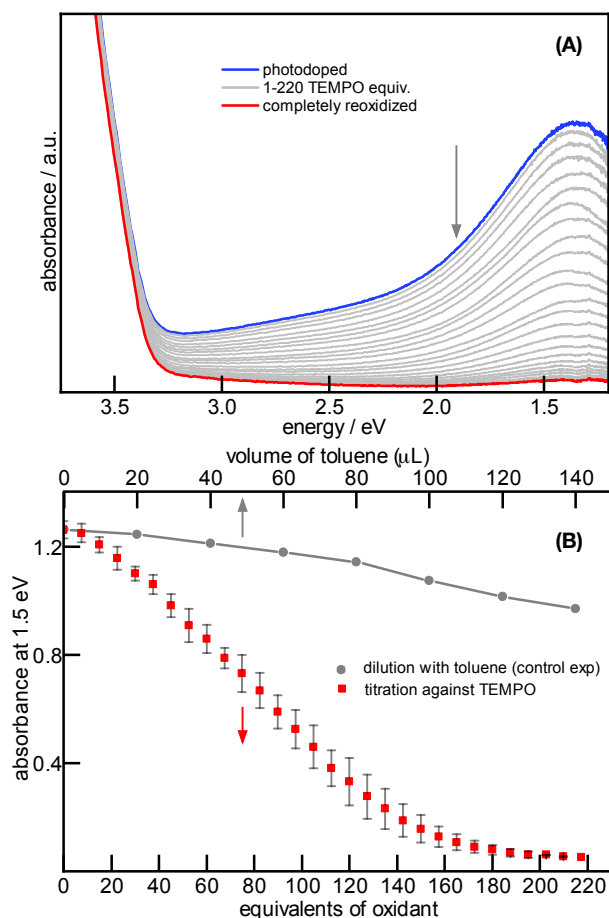 (A)
photodoped
1-220 TEMPO equiv.
completely reoxidized
absorbance / a.u.
3.5 3.0 2.5 2.0 1.5
energy / eV
volume of toluene (μL)
0 20 40 60 80 100 120 140
(B)
1.2
0.8
0.4
absorbance at 1.5 eV
dilution with toluene (control exp)
titration against TEMPO
0 20 40 60 80 100 120 140 160 180 200 220
equivalents of oxidant